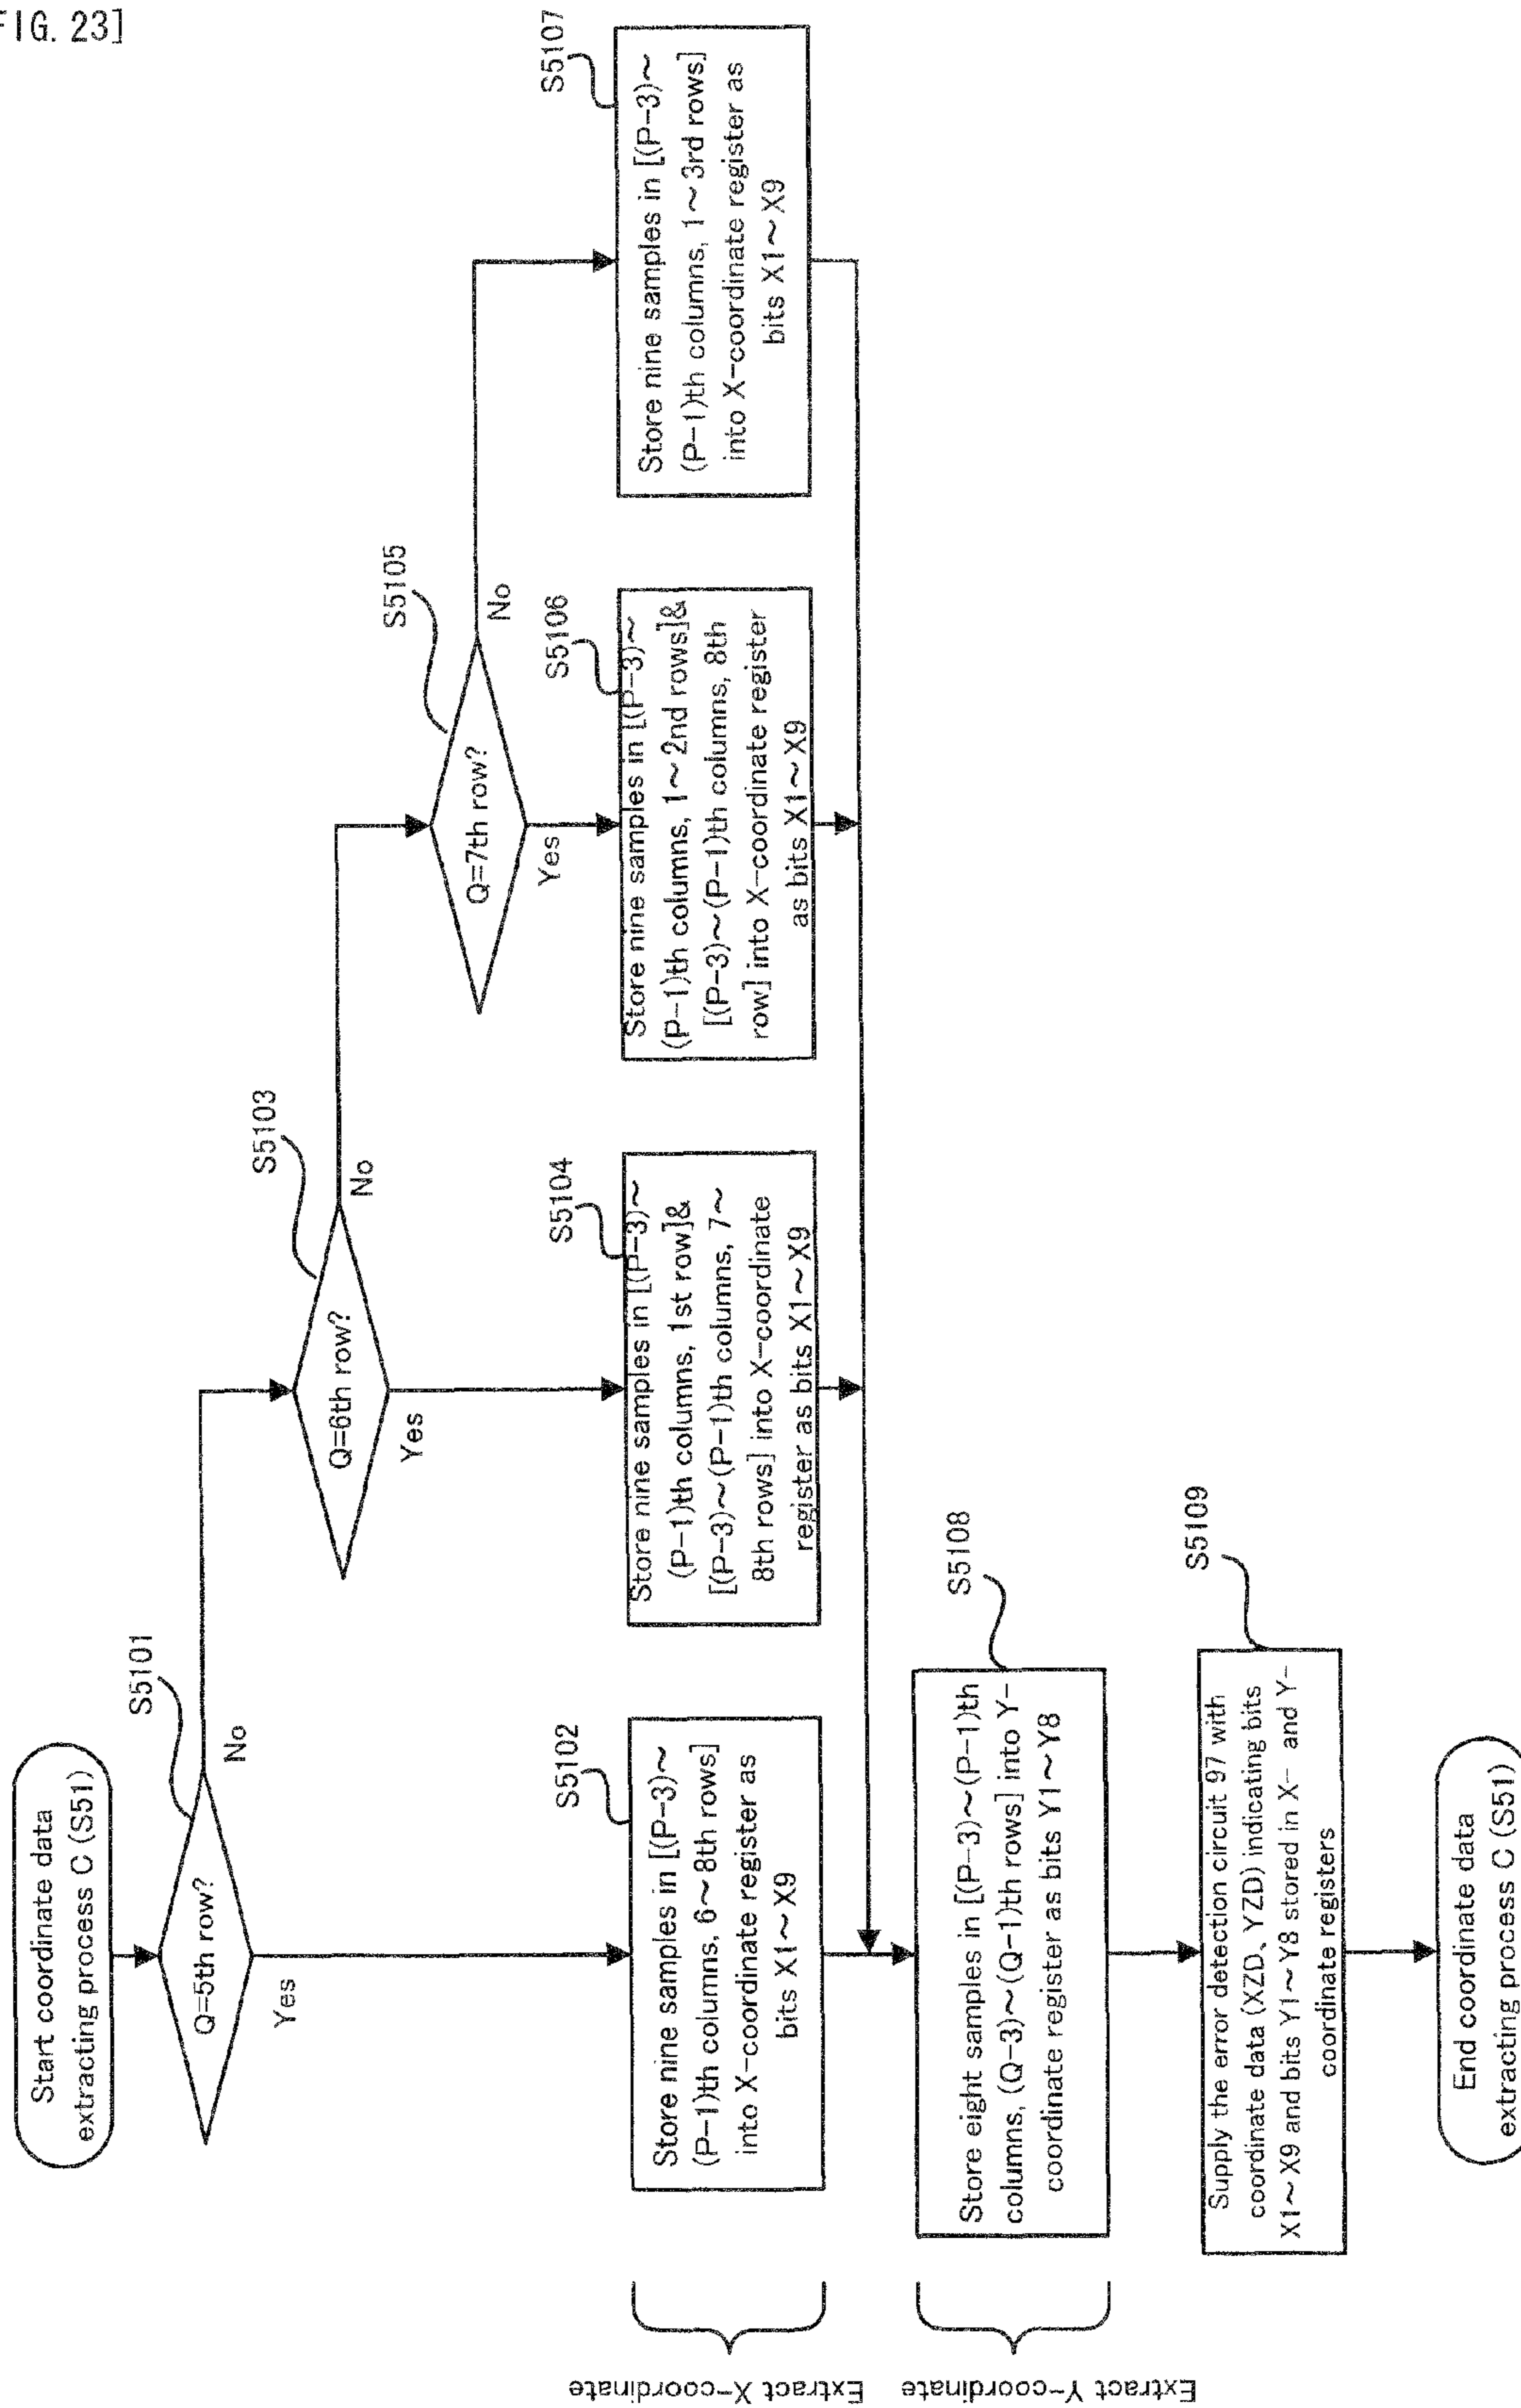 [FIG. 23]
Start coordinate data
extracting process C (S51)
S5101
Q=5th row?
No
Yes
S5103
Q=6th row?
No
Yes
S5105
Q=7th row?
No
Yes
S5102
Store nine samples in [(P-3)~
(P-1)th columns, 6~8th rows]
into X-coordinate register as
bits X1~X9
S5104
Store nine samples in [(P-3)~
(P-1)th columns, 1st row]&
[(P-3)~(P-1)th columns, 7~
8th rows] into X-coordinate
register as bits X1~X9
S5106
Store nine samples in [(P-3)~
(P-1)th columns, 1~2nd rows]&
[(P-3)~(P-1)th columns, 8th
row] into X-coordinate register
as bits X1~X9
S5107
Store nine samples in [(P-3)~
(P-1)th columns, 1~3rd rows]
into X-coordinate register as
bits X1~X9
Extract X-coordinate
S5108
Store eight samples in [(P-3)~(P-1)th
columns, (Q-3)~(Q-1)th rows] into Y-
coordinate register as bits Y1~Y8
Extract Y-coordinate
S5109
Supply the error detection circuit 97 with
coordinate data (XZD、YZD) indicating bits
X1~X9 and bits Y1~Y8 stored in X- and Y-
coordinate registers
End coordinate data
extracting process C (S51)